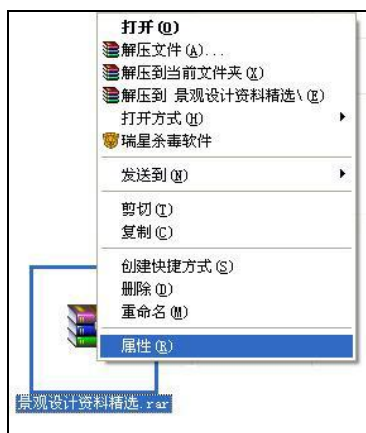 打开(O)
解压文件(A)...
解压到当前文件夹(X)
解压到 景观设计资料精选\(E)
打开方式(H)
瑞星杀毒软件
发送到(N)
剪切(T)
复制(C)
创建快捷方式(S)
删除(D)
重命名(M)
属性(R)
景观设计资料精选.rar